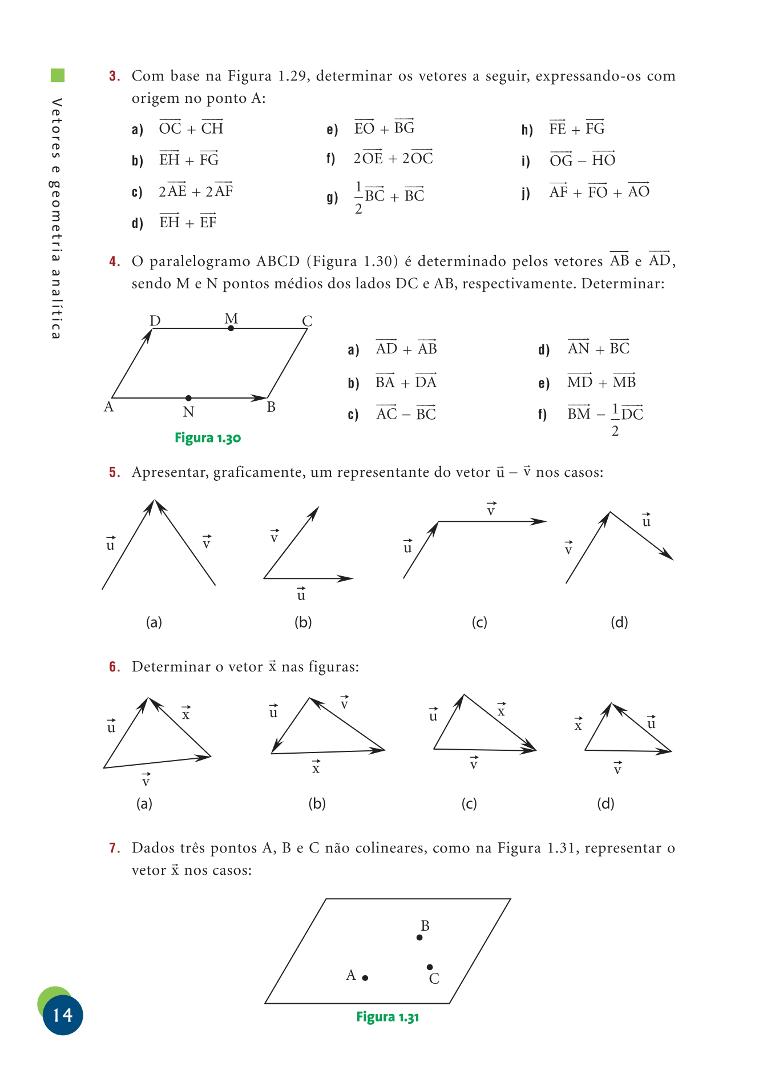 Vetores e geometria analítica
3. Com base na Figura 1.29, determinar os vetores a seguir, expressando-os com
origem no ponto A:
a) $\overrightarrow{OC} + \overrightarrow{CH}$
b) $\overrightarrow{EH} + \overrightarrow{FG}$
c) $2\overrightarrow{AE} + 2\overrightarrow{AF}$
d) $\overrightarrow{EH} + \overrightarrow{EF}$
e) $\overrightarrow{EO} + \overrightarrow{BG}$
f) $2\overrightarrow{OE} + 2\overrightarrow{OC}$
g) $\frac{1}{2}\overrightarrow{BC} + \overrightarrow{BC}$
h) $\overrightarrow{FE} + \overrightarrow{FG}$
i) $\overrightarrow{OG} - \overrightarrow{HO}$
j) $\overrightarrow{AF} + \overrightarrow{FO} + \overrightarrow{AO}$
4. O paralelogramo ABCD (Figura 1.30) é determinado pelos vetores $\overrightarrow{AB}$ e $\overrightarrow{AD}$,
sendo M e N pontos médios dos lados DC e AB, respectivamente. Determinar:
D M C
A N B
Figura 1.30
a) $\overrightarrow{AD} + \overrightarrow{AB}$
b) $\overrightarrow{BA} + \overrightarrow{DA}$
c) $\overrightarrow{AC} - \overrightarrow{BC}$
d) $\overrightarrow{AN} + \overrightarrow{BC}$
e) $\overrightarrow{MD} + \overrightarrow{MB}$
f) $\overrightarrow{BM} - \frac{1}{2}\overrightarrow{DC}$
5. Apresentar, graficamente, um representante do vetor $\vec{u} - \vec{v}$ nos casos:
$\vec{u}$ $\vec{v}$
(a)
$\vec{v}$ $\vec{u}$
(b)
$\vec{u}$ $\vec{v}$
(c)
$\vec{v}$ $\vec{u}$
(d)
6. Determinar o vetor $\vec{x}$ nas figuras:
$\vec{u}$ $\vec{x}$ $\vec{v}$
(a)
$\vec{u}$ $\vec{v}$ $\vec{x}$
(b)
$\vec{u}$ $\vec{x}$ $\vec{v}$
(c)
$\vec{x}$ $\vec{u}$ $\vec{v}$
(d)
7. Dados três pontos A, B e C não colineares, como na Figura 1.31, representar o
vetor $\vec{x}$ nos casos:
B
A
C
Figura 1.31
14